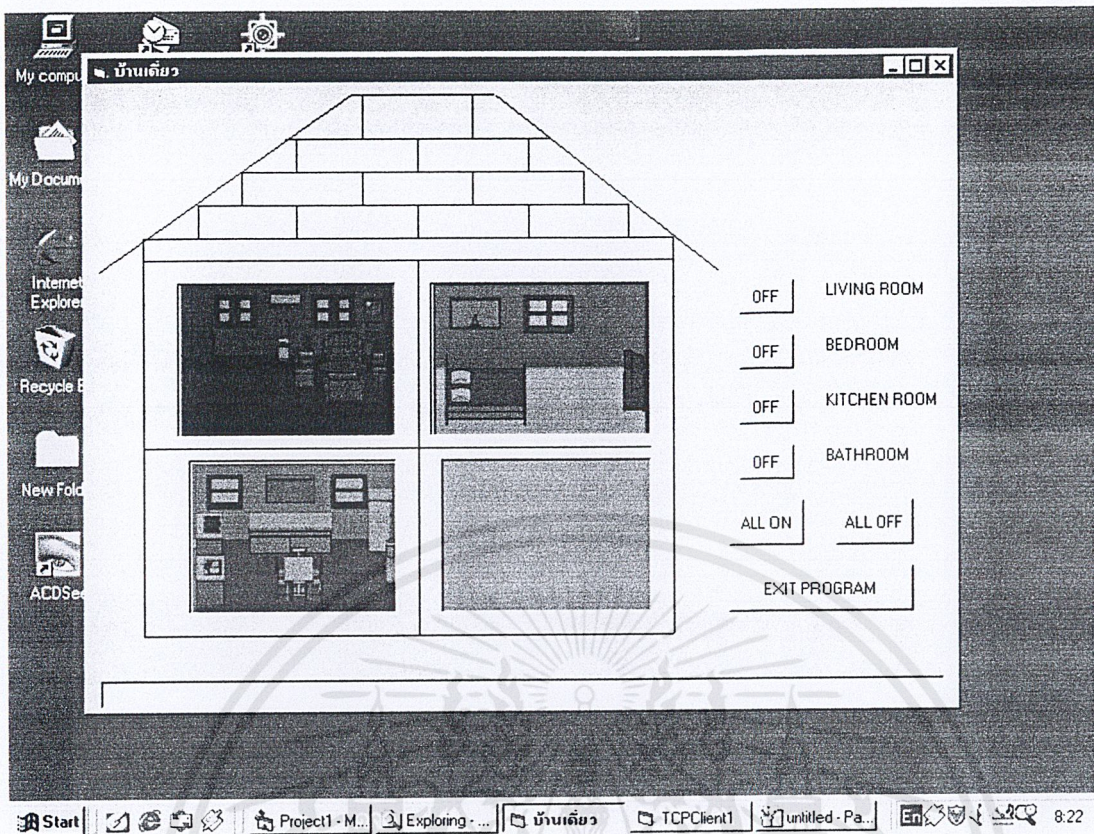 My compu
บ้านเดี่ยว
My Docum
Internet
Explorer
Recycle B
New Fold
ACDSee
OFF LIVING ROOM
OFF BEDROOM
OFF KITCHEN ROOM
OFF BATHROOM
ALL ON ALL OFF
EXIT PROGRAM
Start Project1 - M... Exploring - ... บ้านเดี่ยว TCPClient1 untitled - Pa... En 8:22